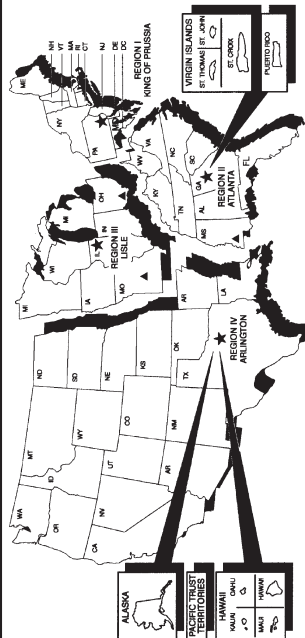 ALASKA
PACIFIC TRUST
TERRITORIES
HAWAII
KAUAI
OAHU
MAUI
HAWAII
WA
OR
CA
ID
NV
MT
WY
UT
AR
CO
NM
ND
SD
NE
KS
OK
TX
REGION IV
ARLINGTON
MI
WI
IA
MO
AR
LA
IL
IN
MI
OH
REGION III
LISLE
KY
TN
MS
AL
GA
FL
SC
NC
VA
WV
REGION II
ATLANTA
PA
NY
ME
NH
VT
MA
RI
CT
NJ
DE
DC
REGION I
KING OF PRUSSIA
VIRGIN ISLANDS
ST. THOMAS
ST. JOHN
ST. CROIX
PUERTO RICO